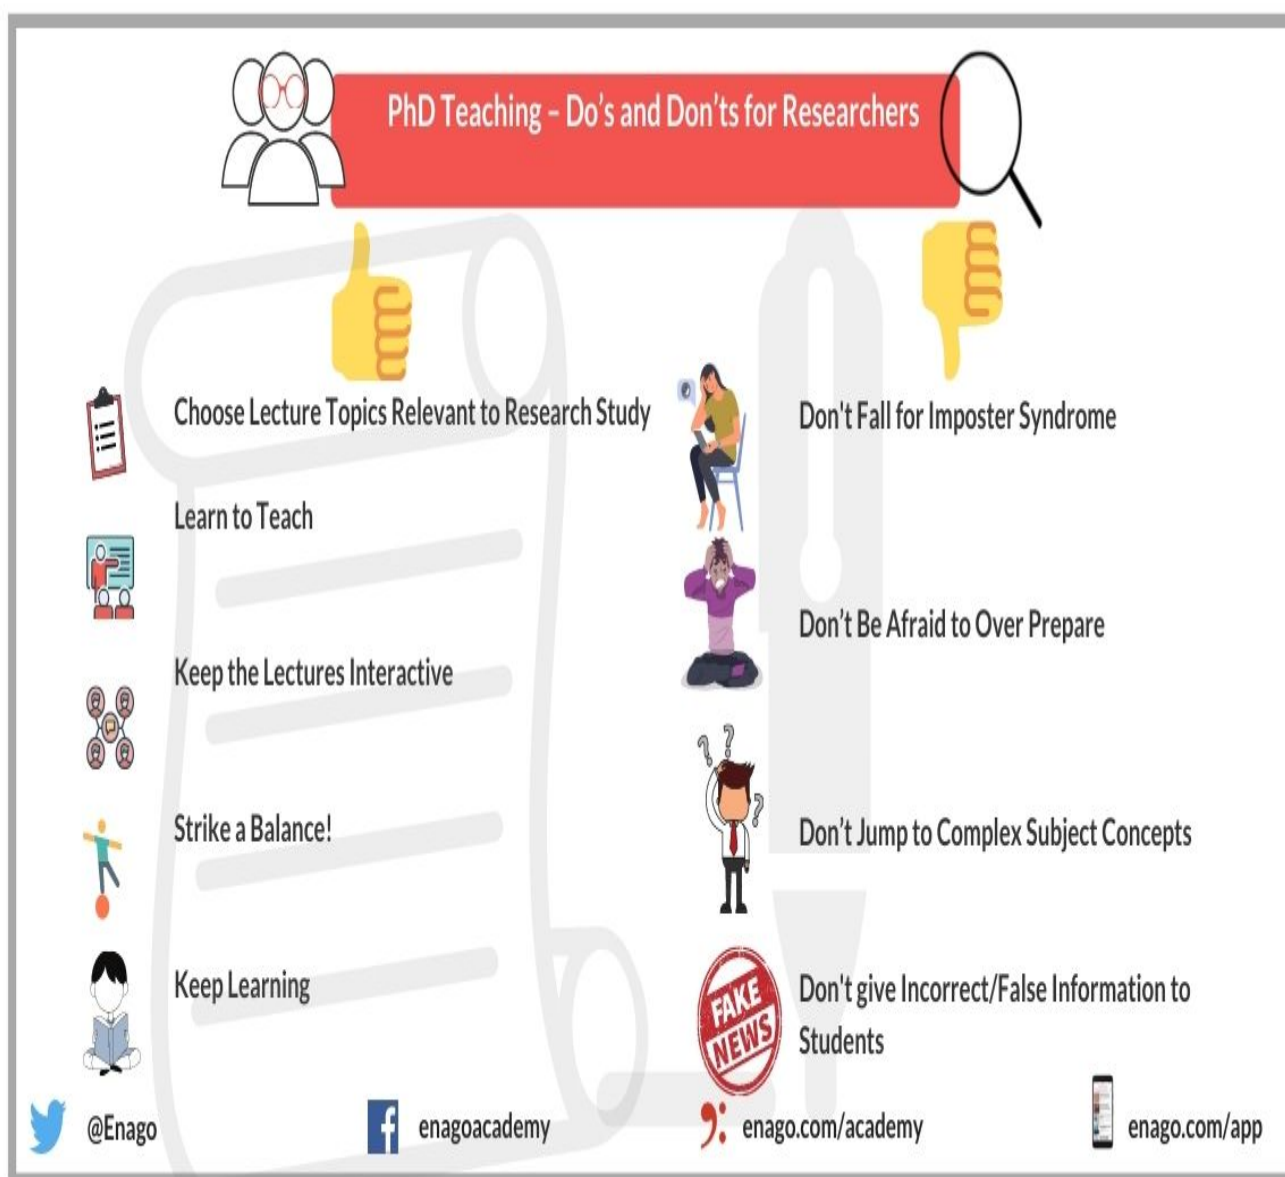 PhD Teaching – Do's and Don'ts for Researchers
Choose Lecture Topics Relevant to Research Study
Learn to Teach
Keep the Lectures Interactive
Strike a Balance!
Keep Learning
Don't Fall for Imposter Syndrome
Don't Be Afraid to Over Prepare
Don't Jump to Complex Subject Concepts
FAKE
NEWS
Don't give Incorrect/False Information to
Students
@Enago
enagoacademy
enago.com/academy
enago.com/app